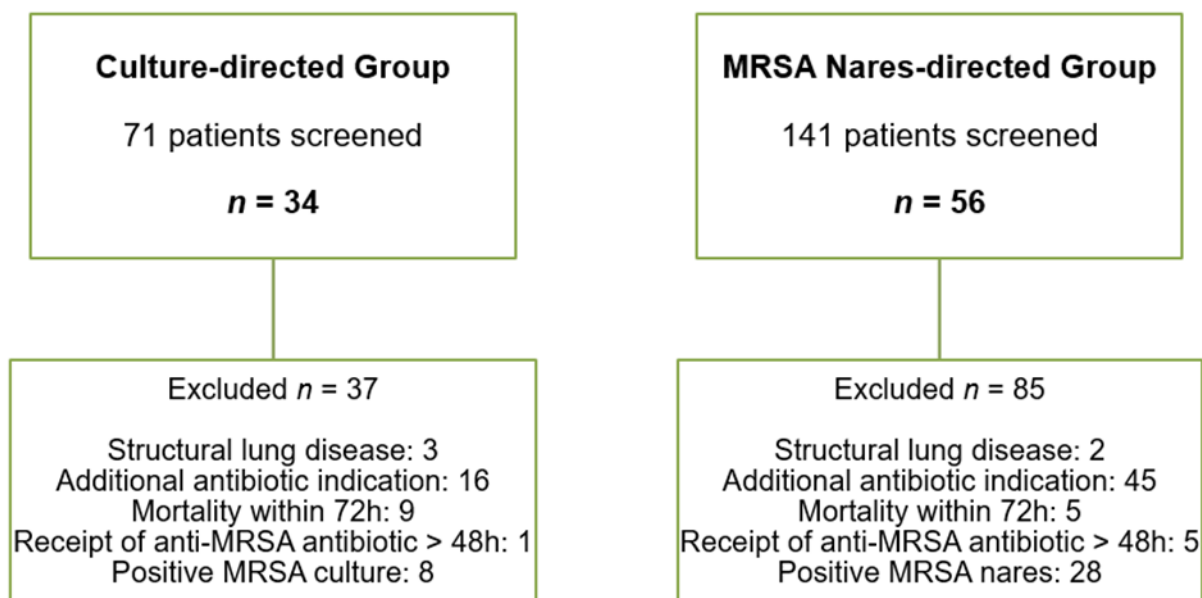 Culture-directed Group
71 patients screened
n = 34
MRSA Nares-directed Group
141 patients screened
n = 56
Excluded n = 37
Structural lung disease: 3
Additional antibiotic indication: 16
Mortality within 72h: 9
Receipt of anti-MRSA antibiotic > 48h: 1
Positive MRSA culture: 8
Excluded n = 85
Structural lung disease: 2
Additional antibiotic indication: 45
Mortality within 72h: 5
Receipt of anti-MRSA antibiotic > 48h: 5
Positive MRSA nares: 28